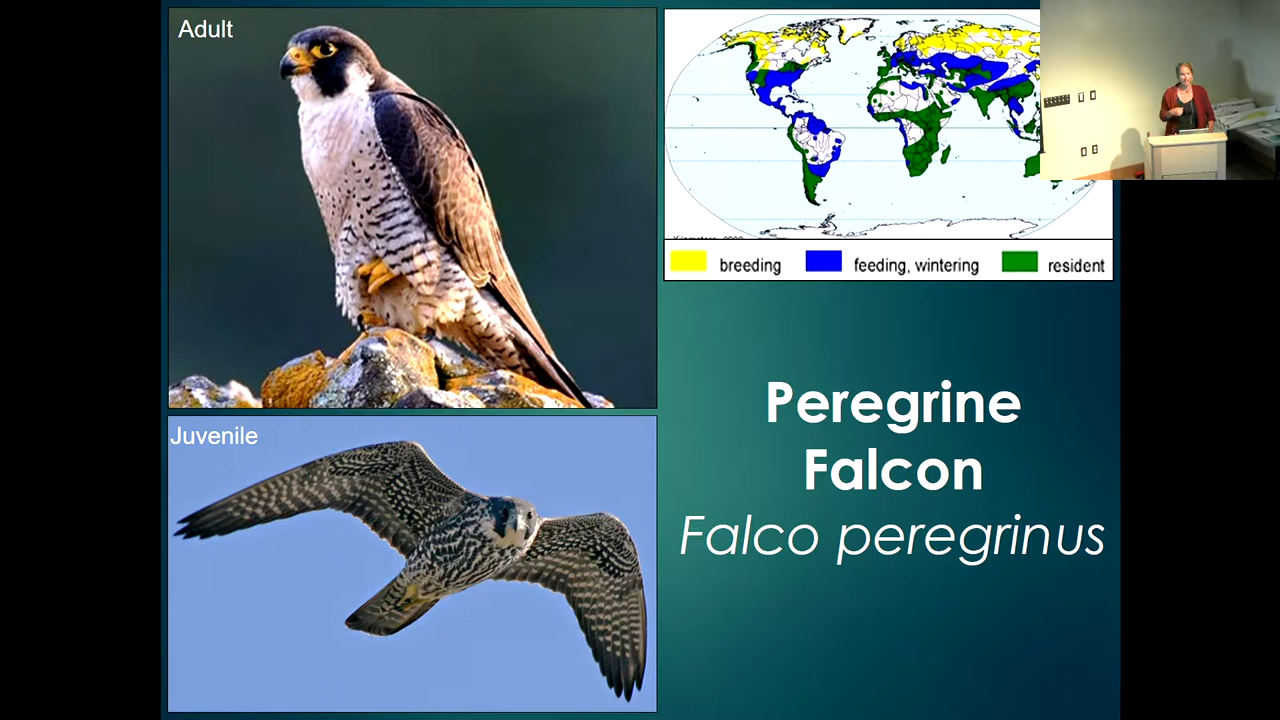 Adult
breeding
feeding, wintering
resident
Juvenile
Peregrine
Falcon
Falco peregrinus